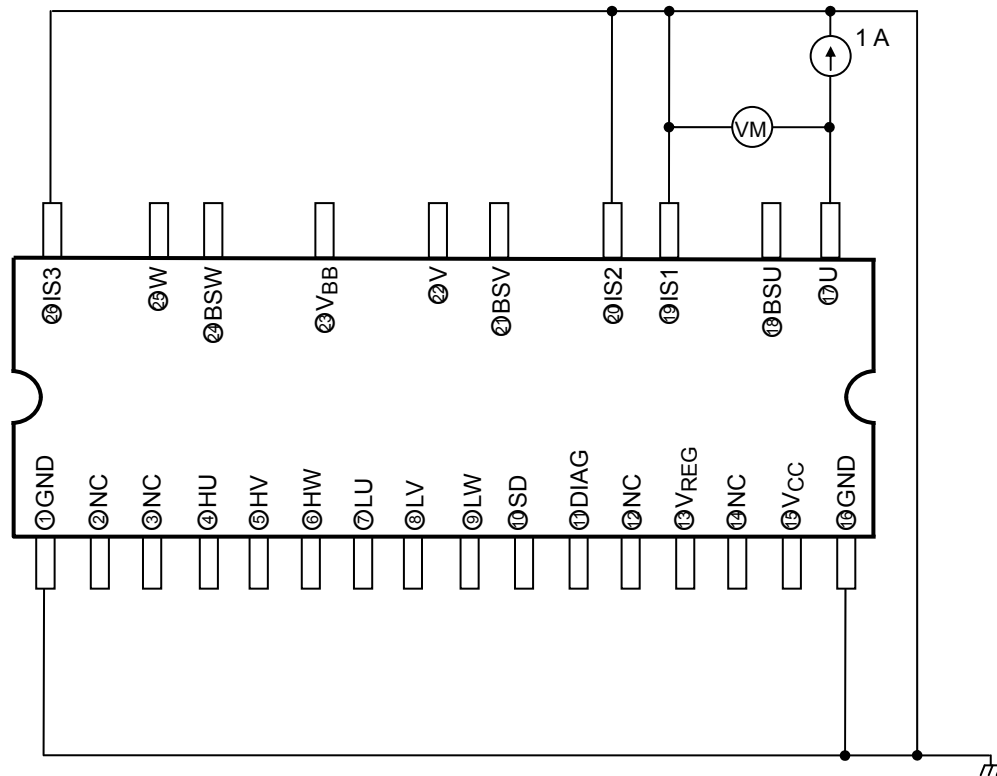 1 A
VM
㉖IS3
㉕W
㉔BSW
㉓VBB
㉒V
㉑BSV
⑳IS2
⑲IS1
⑱BSU
⑰U
①GND
②NC
③NC
④HU
⑤HV
⑥HW
⑦LU
⑧LV
⑨LW
⑩SD
⑪DIAG
⑫NC
⑬VREG
⑭NC
⑮VCC
⑯GND